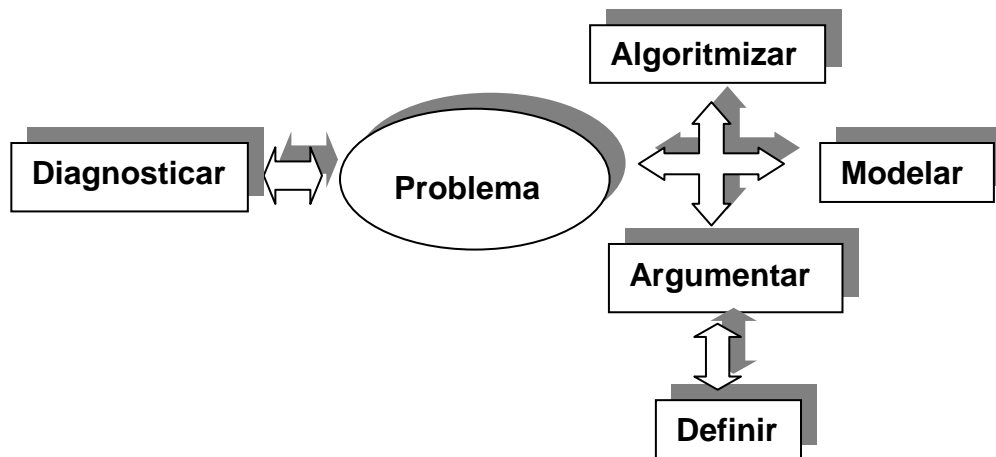 Algoritmizar
Diagnosticar
Problema
Modelar
Argumentar
Definir